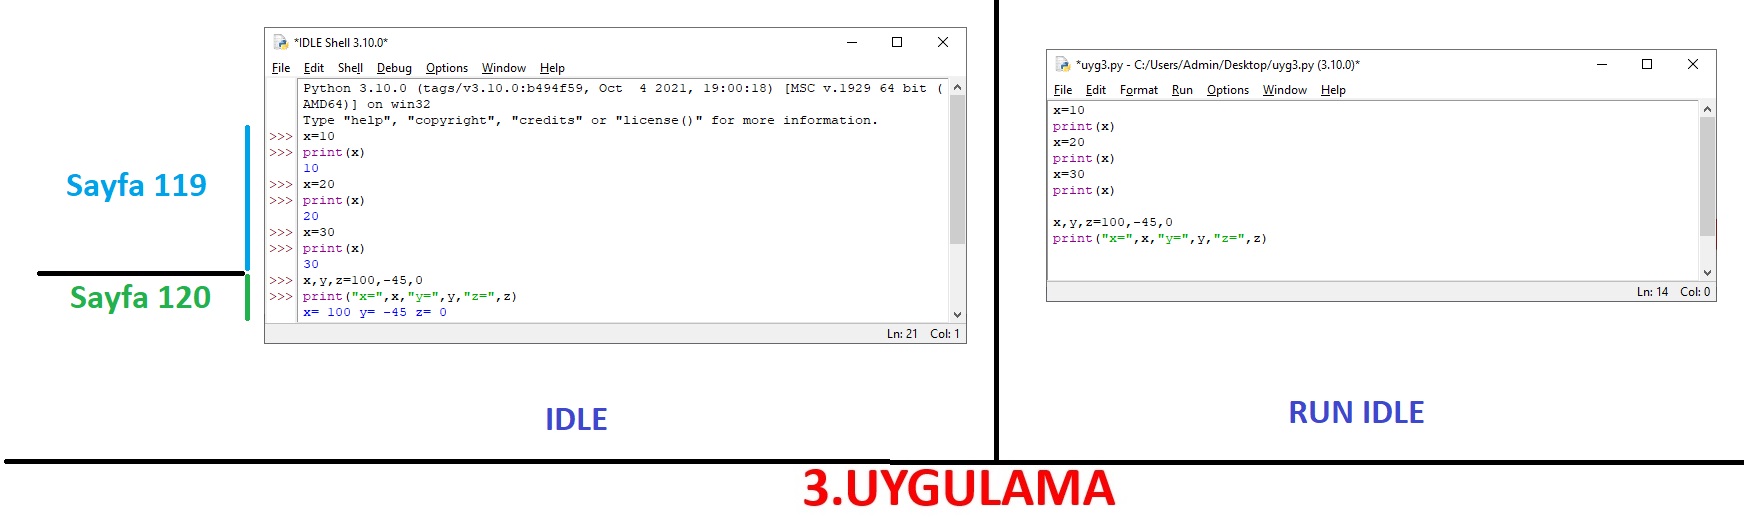 *IDLE Shell 3.10.0*
File Edit Shell Debug Options Window Help
Python 3.10.0 (tags/v3.10.0:b494f59, Oct  4 2021, 19:00:18) [MSC v.1929 64 bit (
AMD64)] on win32
Type "help", "copyright", "credits" or "license()" for more information.
>>> x=10
>>> print(x)
10
>>> x=20
>>> print(x)
20
>>> x=30
>>> print(x)
30
>>> x,y,z=100,-45,0
>>> print("x=",x,"y=",y,"z=",z)
x= 100 y= -45 z= 0
Ln: 21 Col: 1
Sayfa 119
Sayfa 120
IDLE
*uyg3.py - C:/Users/Admin/Desktop/uyg3.py (3.10.0)*
File Edit Format Run Options Window Help
x=10
print(x)
x=20
print(x)
x=30
print(x)
x,y,z=100,-45,0
print("x=",x,"y=",y,"z=",z)
Ln: 14 Col: 0
RUN IDLE
3.UYGULAMA